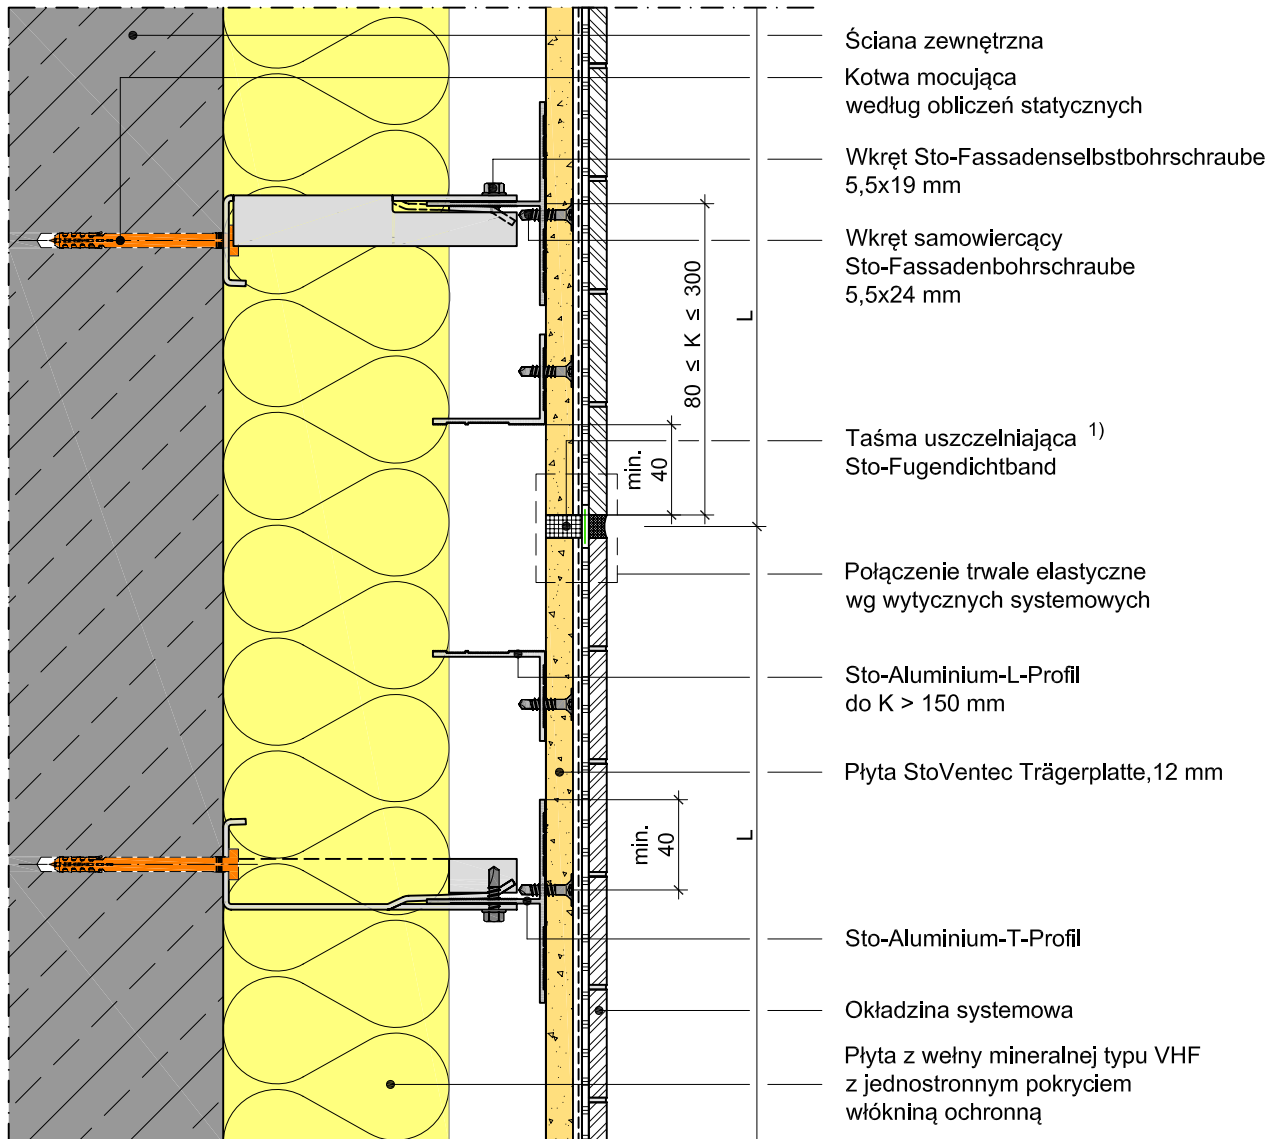 Ściana zewnętrzna
Kotwa mocująca
według obliczeń statycznych
Wkręt Sto-Fassadenselbstbohrschraube
5,5x19 mm
Wkręt samowiercący
Sto-Fassadenbohrschraube
5,5x24 mm
80 ≤ K ≤ 300
L
min.
40
Taśma uszczelniająca 1)
Sto-Fugendichtband
Połączenie trwale elastyczne
wg wytycznych systemowych
Sto-Aluminium-L-Profil
do K > 150 mm
Płyta StoVentec Trägerplatte,12 mm
min.
40
L
Sto-Aluminium-T-Profil
Okładzina systemowa
Płyta z wełny mineralnej typu VHF
z jednostronnym pokryciem
włókniną ochronną